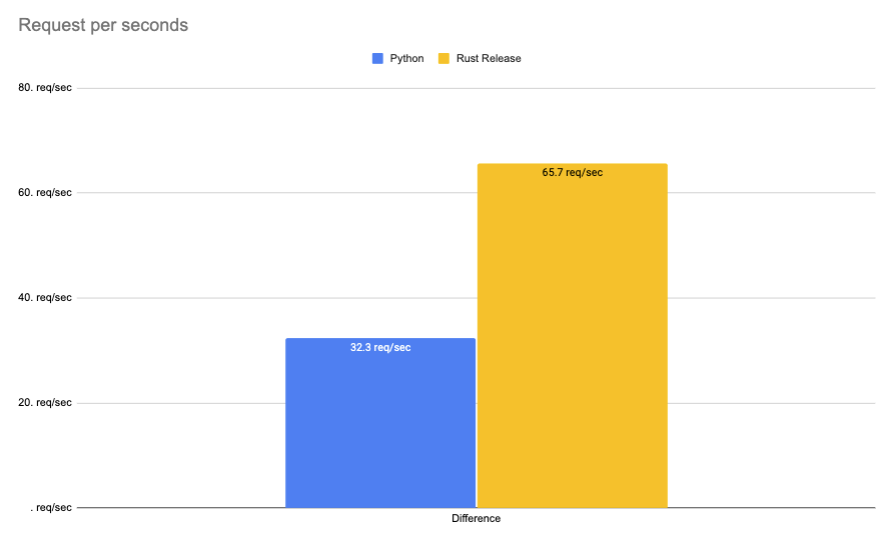 Request per seconds
Python Rust Release
80. req/sec
65.7 req/sec
60. req/sec
40. req/sec
32.3 req/sec
20. req/sec
. req/sec
Difference